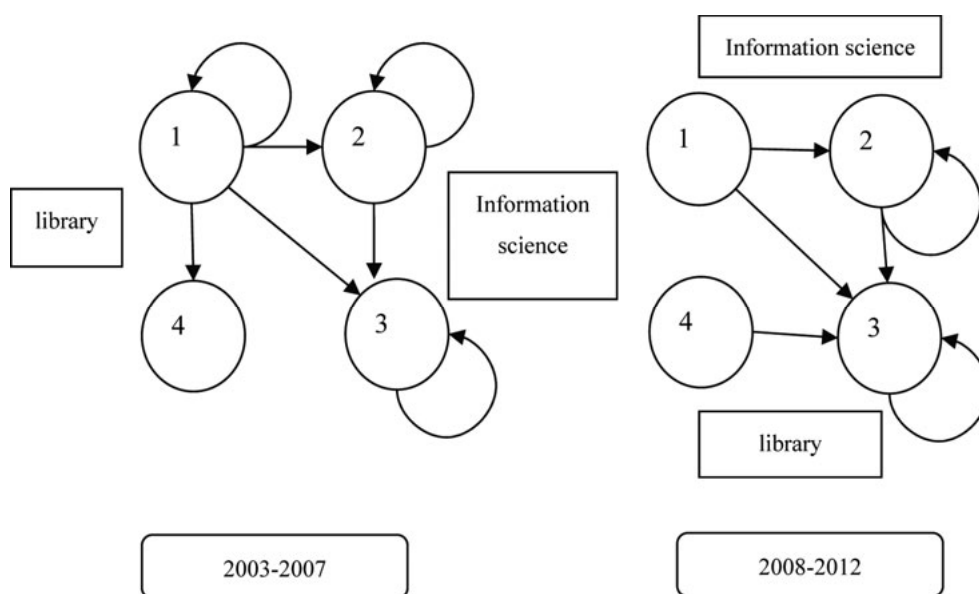 1
2
library
Information
science
4
3
2003-2007
Information science
1
2
4
3
library
2008-2012